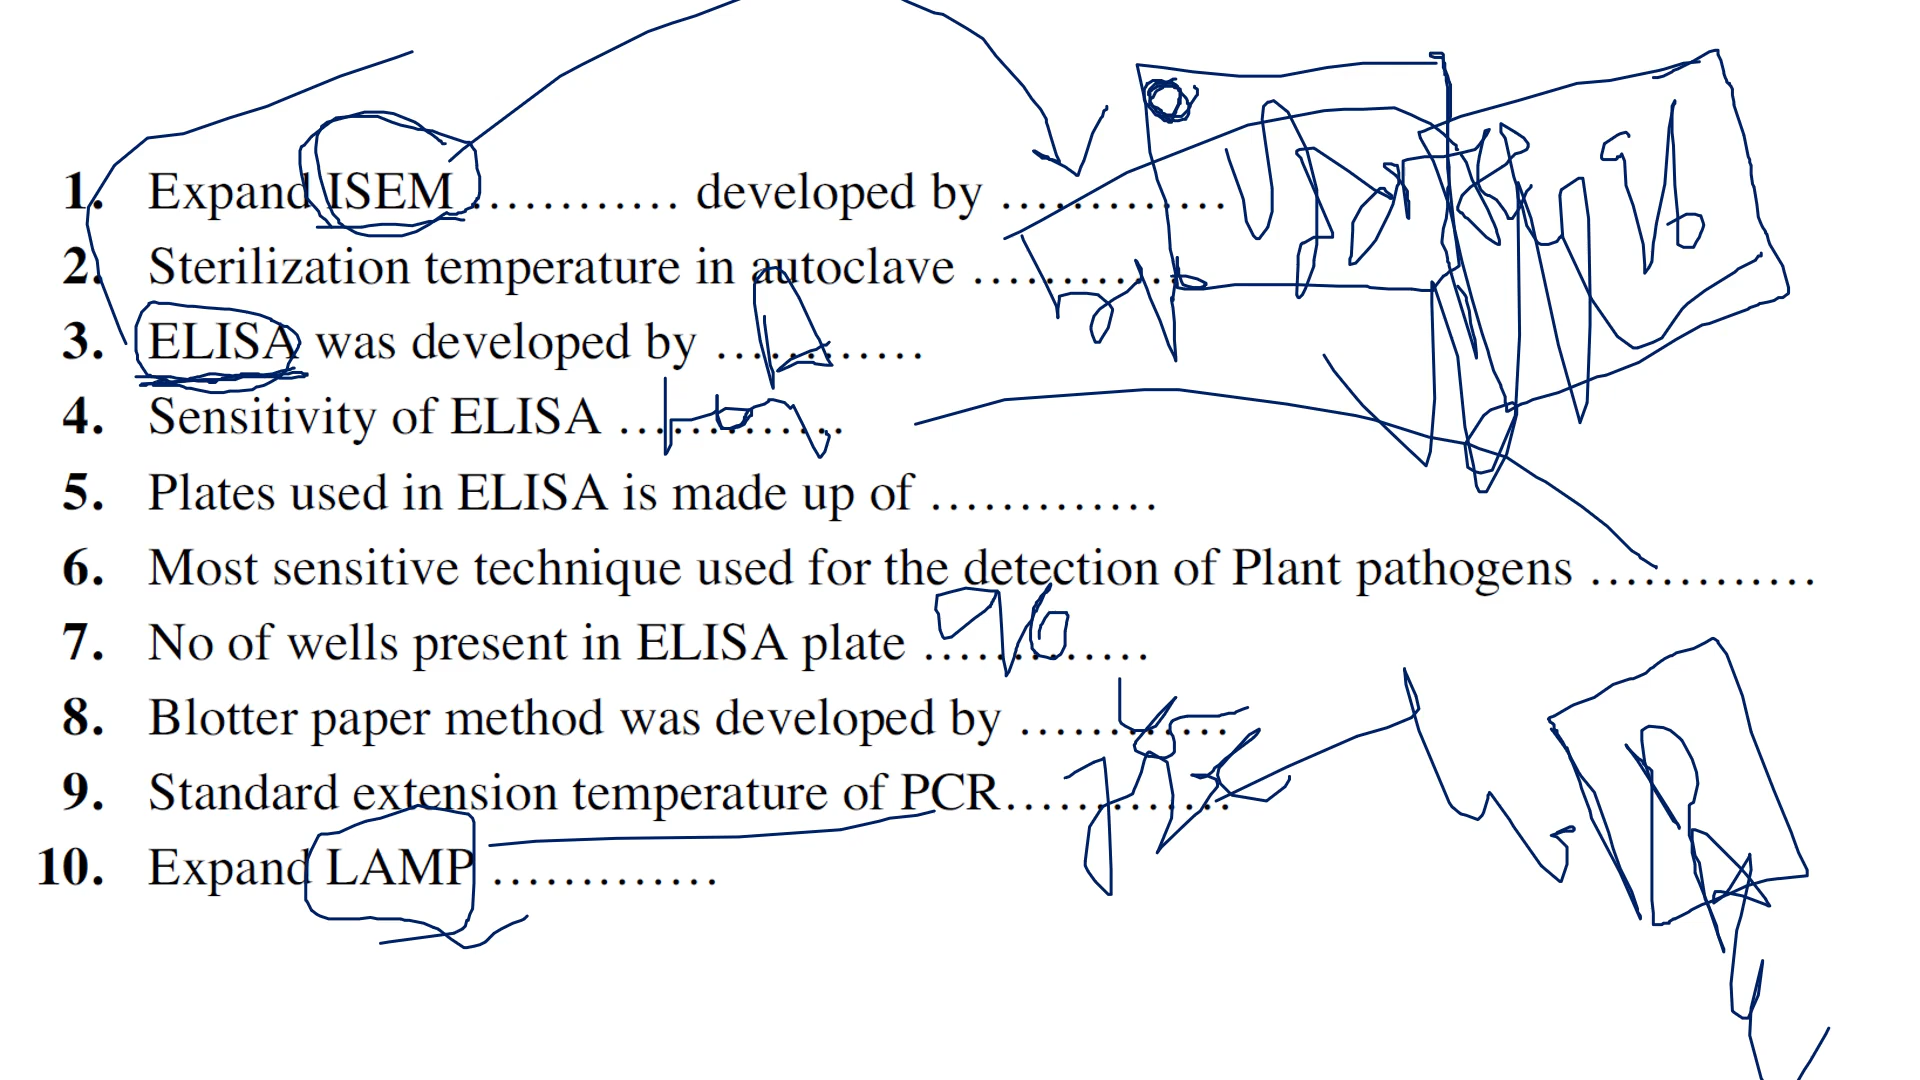 1. Expand ISEM ............ developed by .............
2. Sterilization temperature in autoclave .............
3. ELISA was developed by ............
4. Sensitivity of ELISA .............
5. Plates used in ELISA is made up of .............
6. Most sensitive technique used for the detection of Plant pathogens .............
7. No of wells present in ELISA plate ............. 96
8. Blotter paper method was developed by ............
9. Standard extension temperature of PCR.............
10. Expand LAMP .............